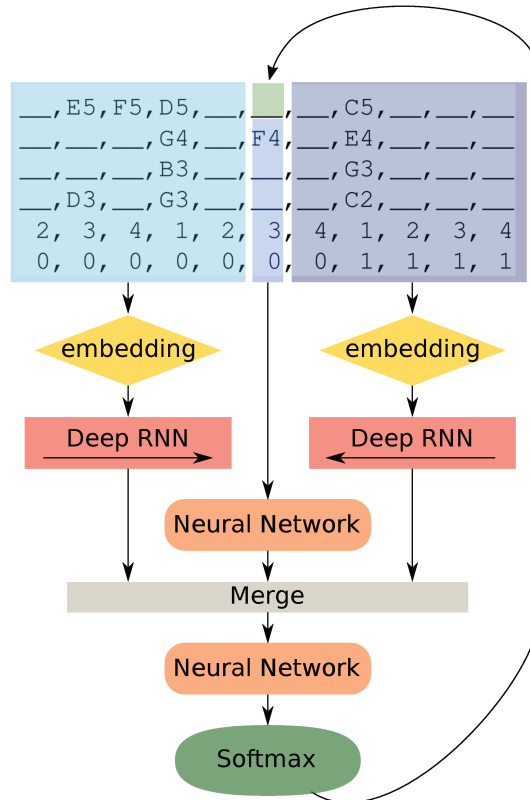 __,E5,F5,D5,__,__,__,C5,__,__,__
__,__,__,G4,__,F4,__,E4,__,__,__
__,__,__,B3,__,__,__,G3,__,__,__
__,D3,__,G3,__,__,__,C2,__,__,__
2, 3, 4, 1, 2, 3, 4, 1, 2, 3, 4
0, 0, 0, 0, 0, 0, 0, 1, 1, 1, 1
embedding embedding
Deep RNN Deep RNN
Neural Network
Merge
Neural Network
Softmax